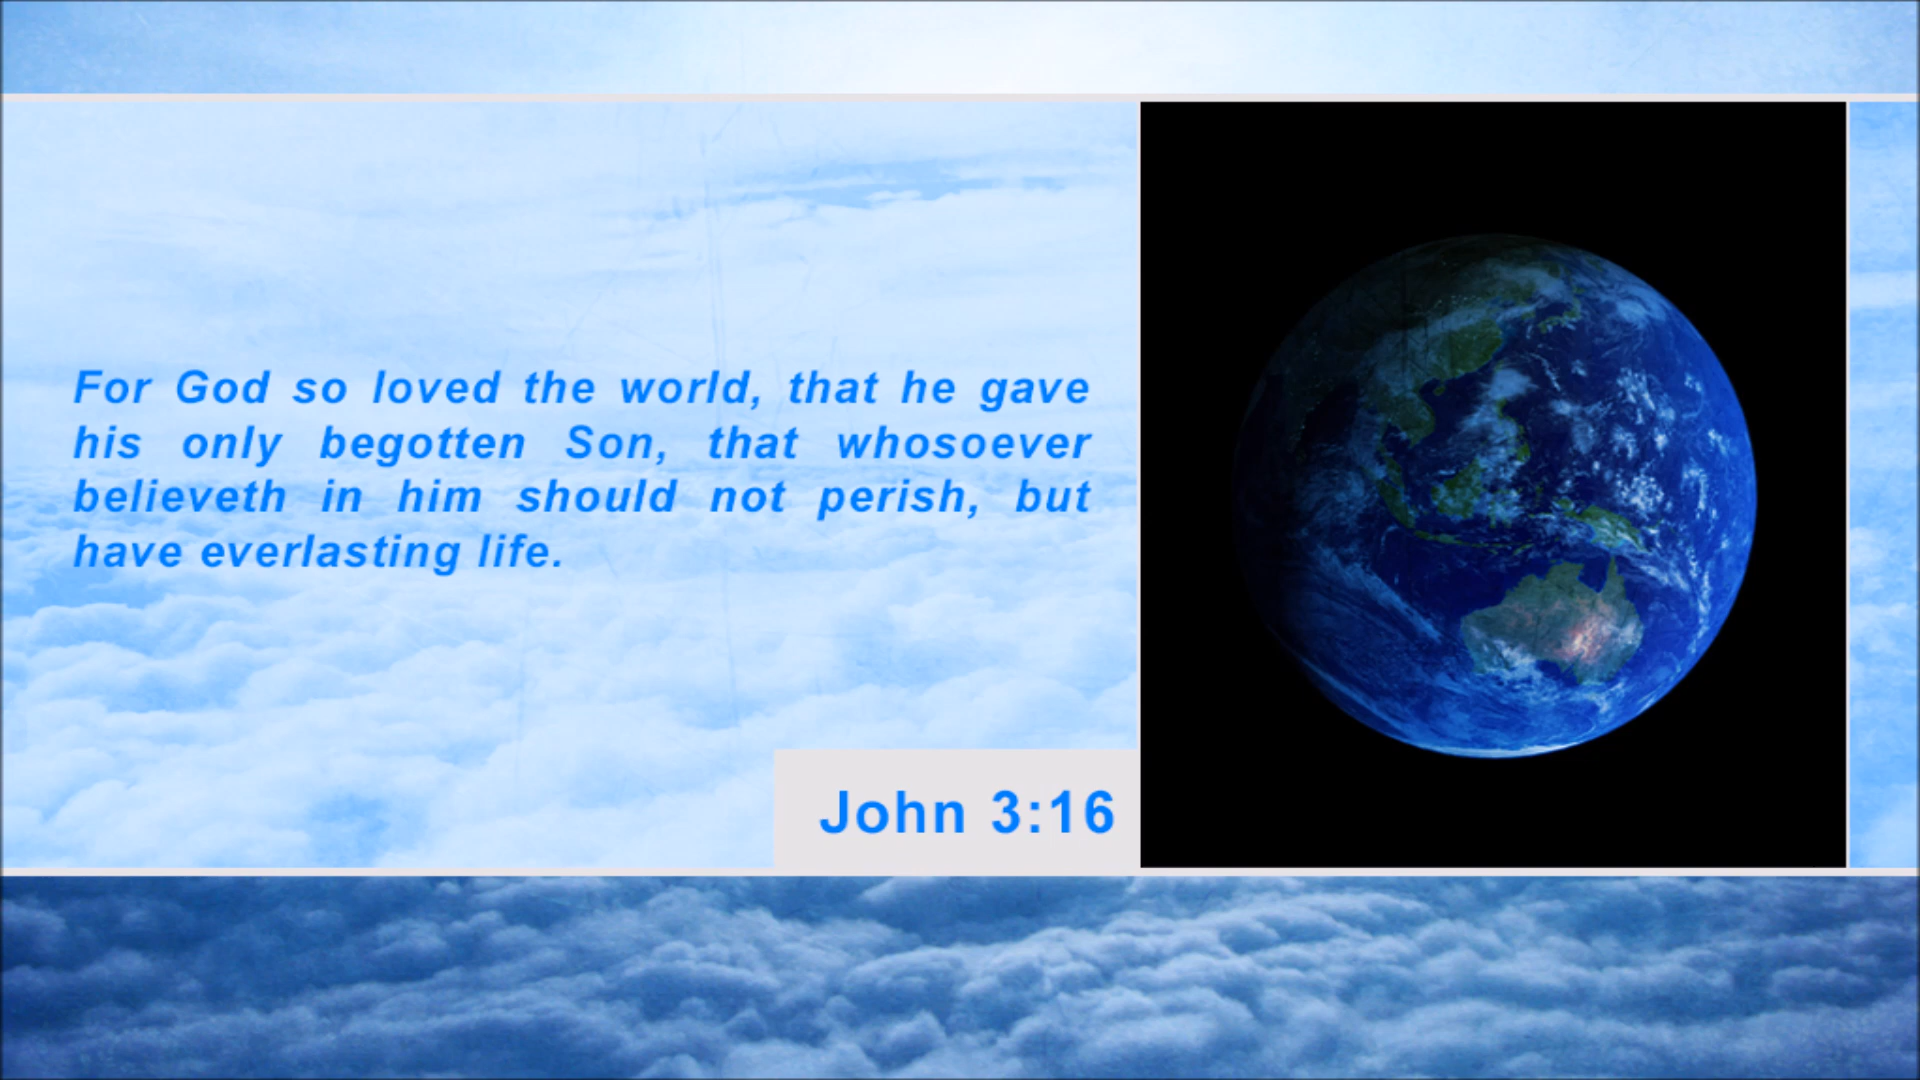 For God so loved the world, that he gave
his only begotten Son, that whosoever
believeth in him should not perish, but
have everlasting life.
John 3:16